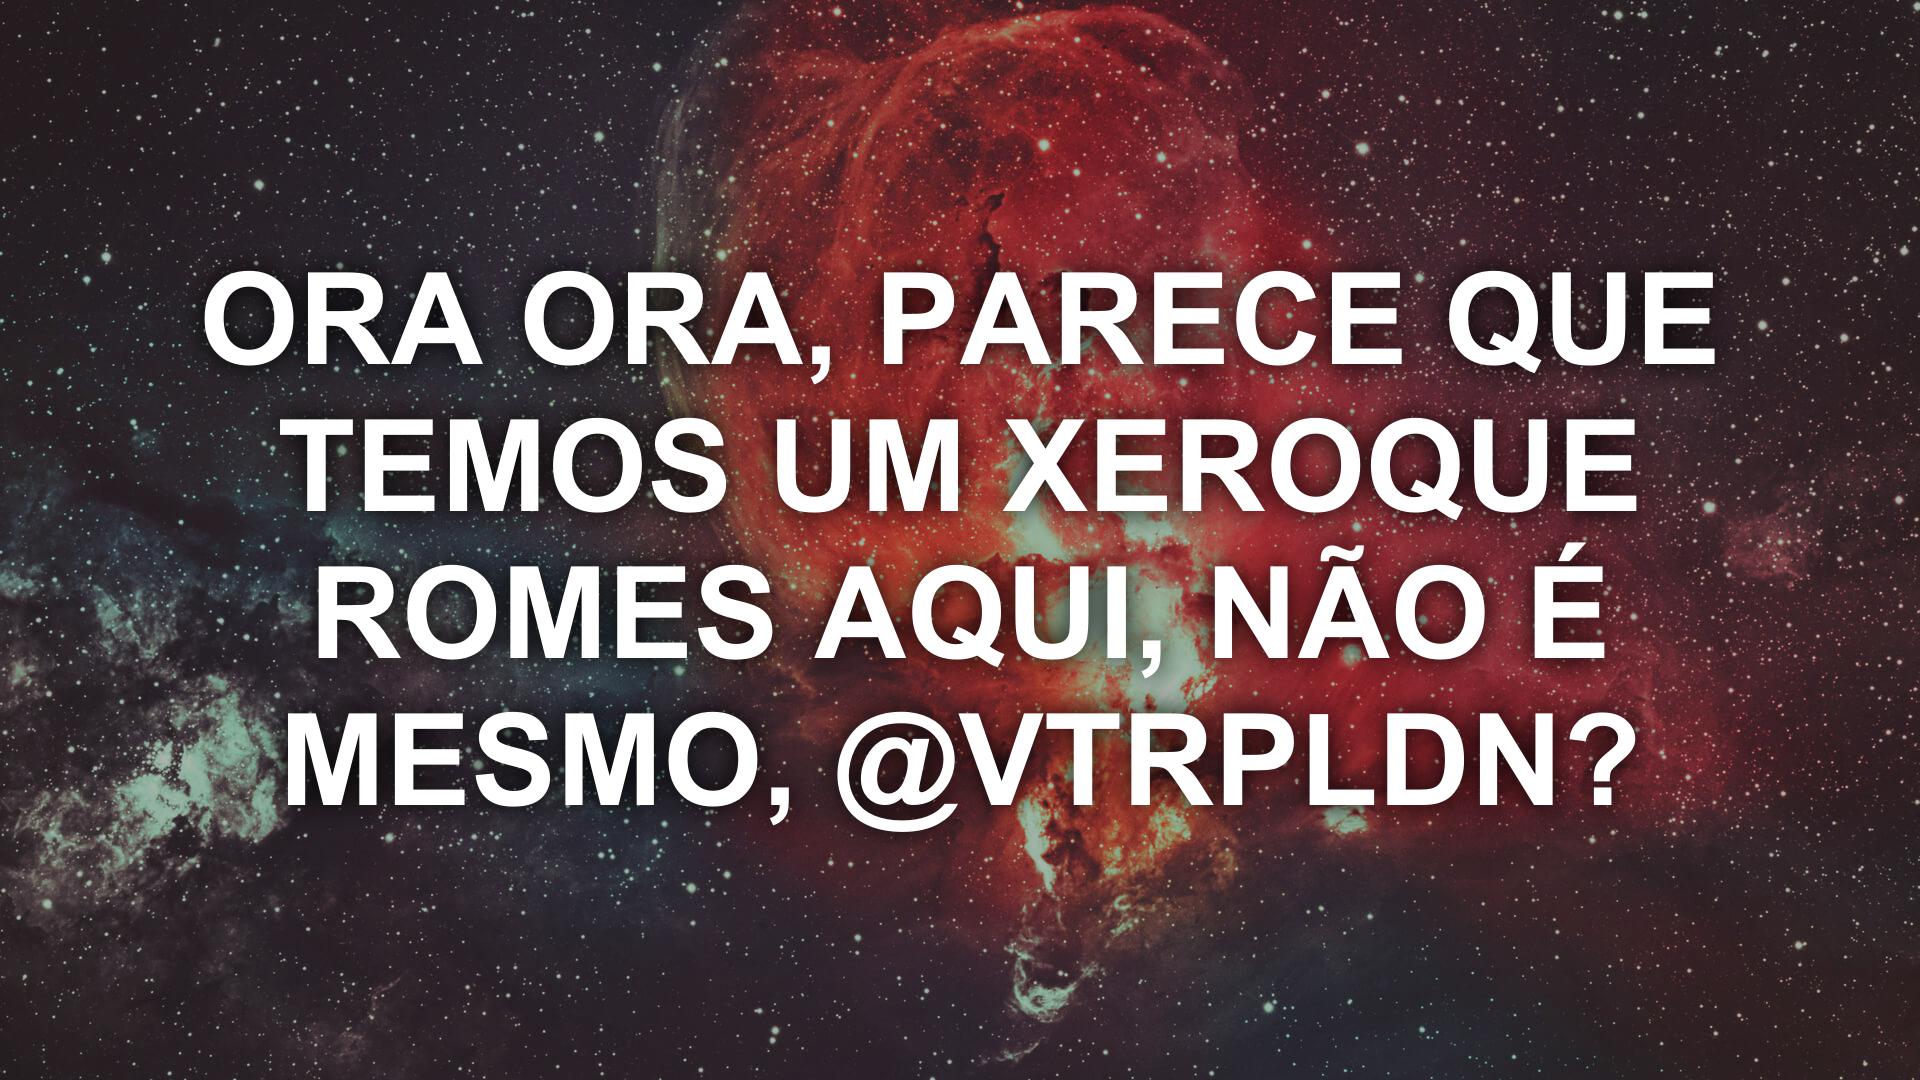 ORA ORA, PARECE QUE
TEMOS UM XEROQUE
ROMES AQUI, NÃO É
MESMO, @VTRPLDN?